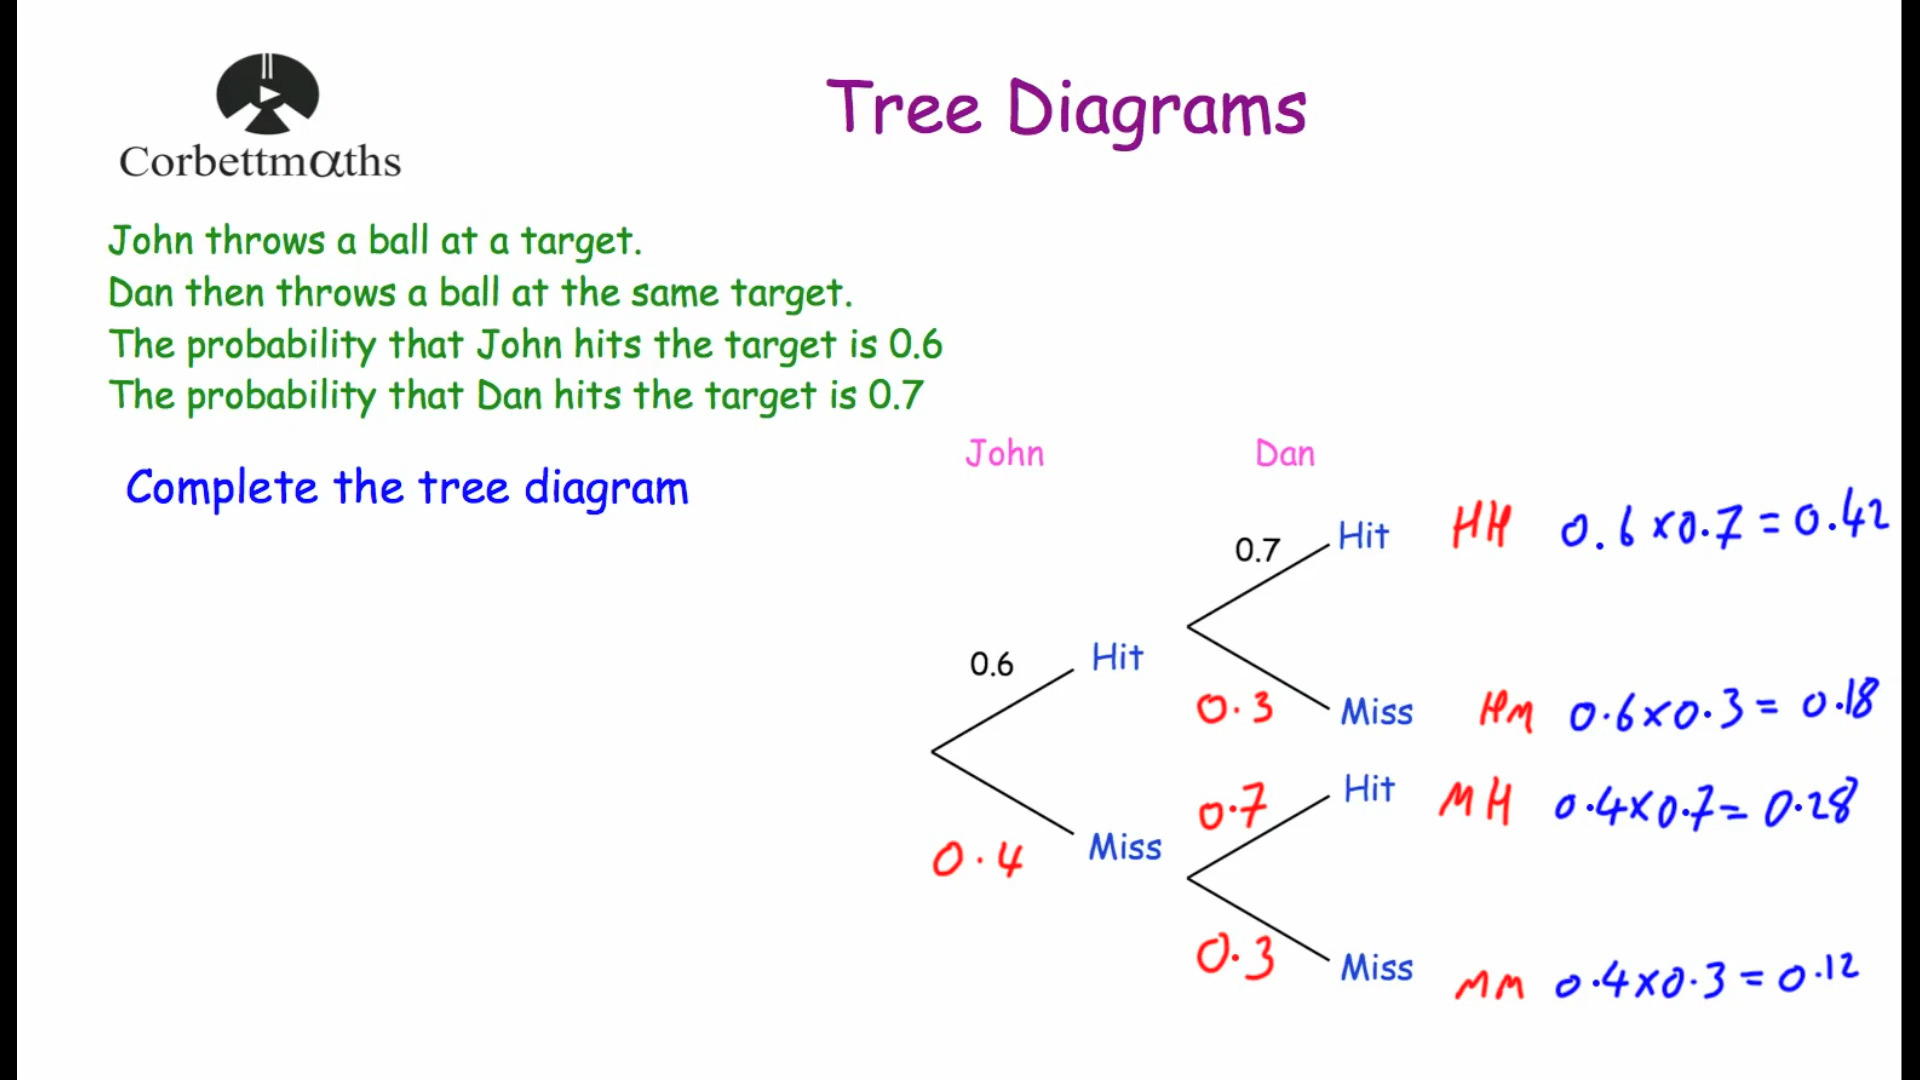 Corbettmαths
Tree Diagrams
John throws a ball at a target.
Dan then throws a ball at the same target.
The probability that John hits the target is 0.6
The probability that Dan hits the target is 0.7
Complete the tree diagram
John
Dan
0.7
Hit
HH
0.6×0.7=0.42
0.6
Hit
0.3
Miss
HM
0.6×0.3=0.18
0.7
Hit
MH
0.4×0.7=0.28
0.4
Miss
0.3
Miss
MM
0.4×0.3=0.12